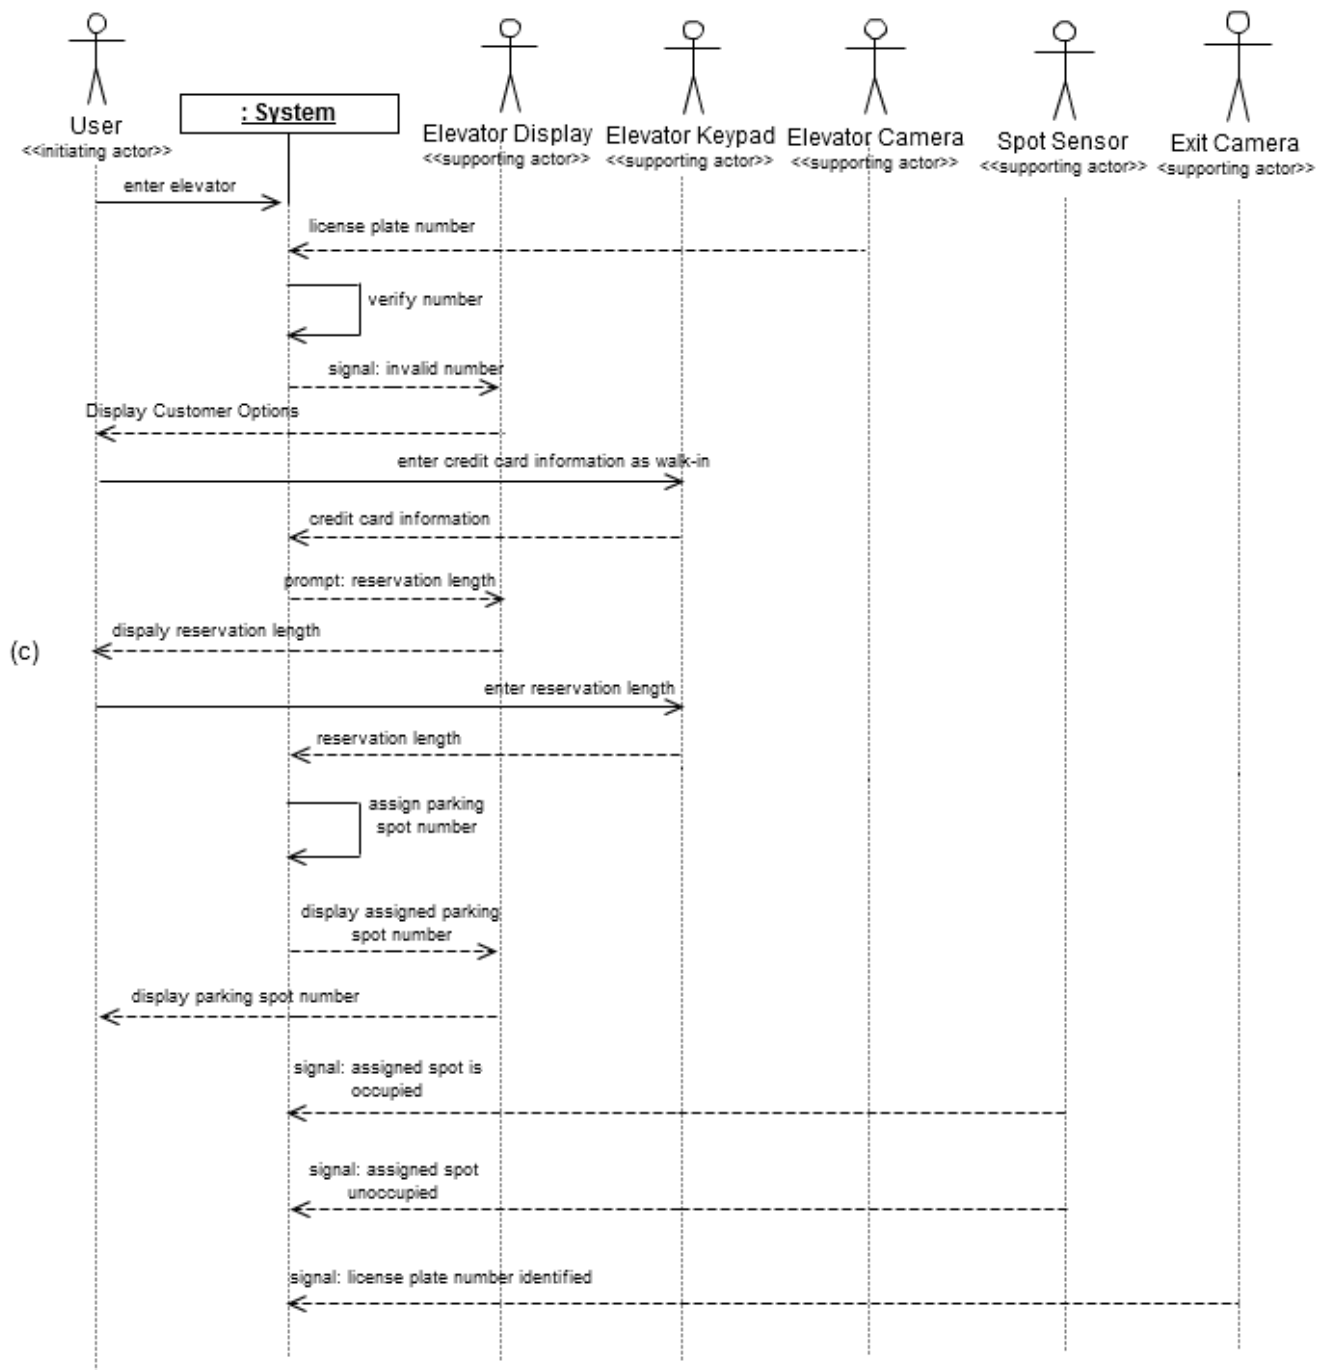 : System
User
<<initiating actor>>
Elevator Display
<<supporting actor>>
Elevator Keypad
<<supporting actor>>
Elevator Camera
<<supporting actor>>
Spot Sensor
<<supporting actor>>
Exit Camera
<supporting actor>>
enter elevator
license plate number
verify number
signal: invalid number
Display Customer Options
enter credit card information as walk-in
credit card information
prompt: reservation length
dispaly reservation length
(c)
enter reservation length
reservation length
assign parking
spot number
display assigned parking
spot number
display parking spot number
signal: assigned spot is
occupied
signal: assigned spot
unoccupied
signal: license plate number identified